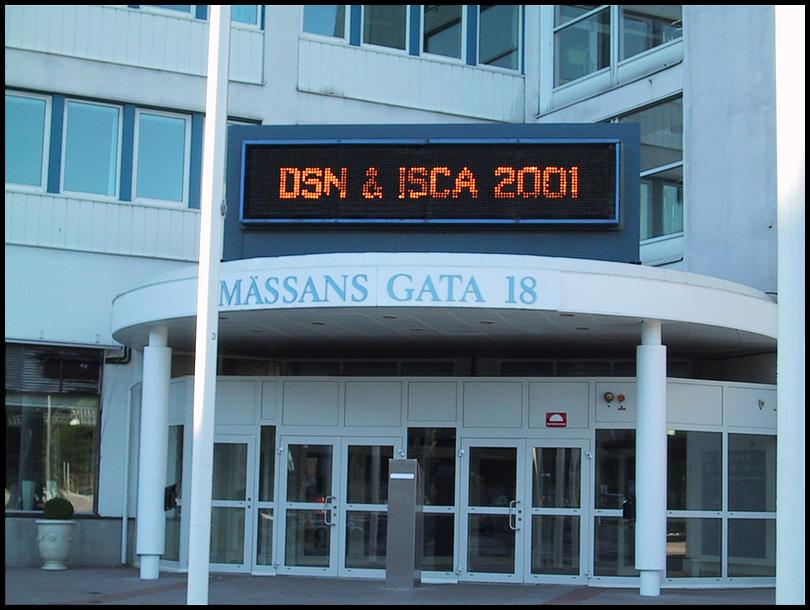 DSN & ISCA 2001
MÄSSANS GATA 18